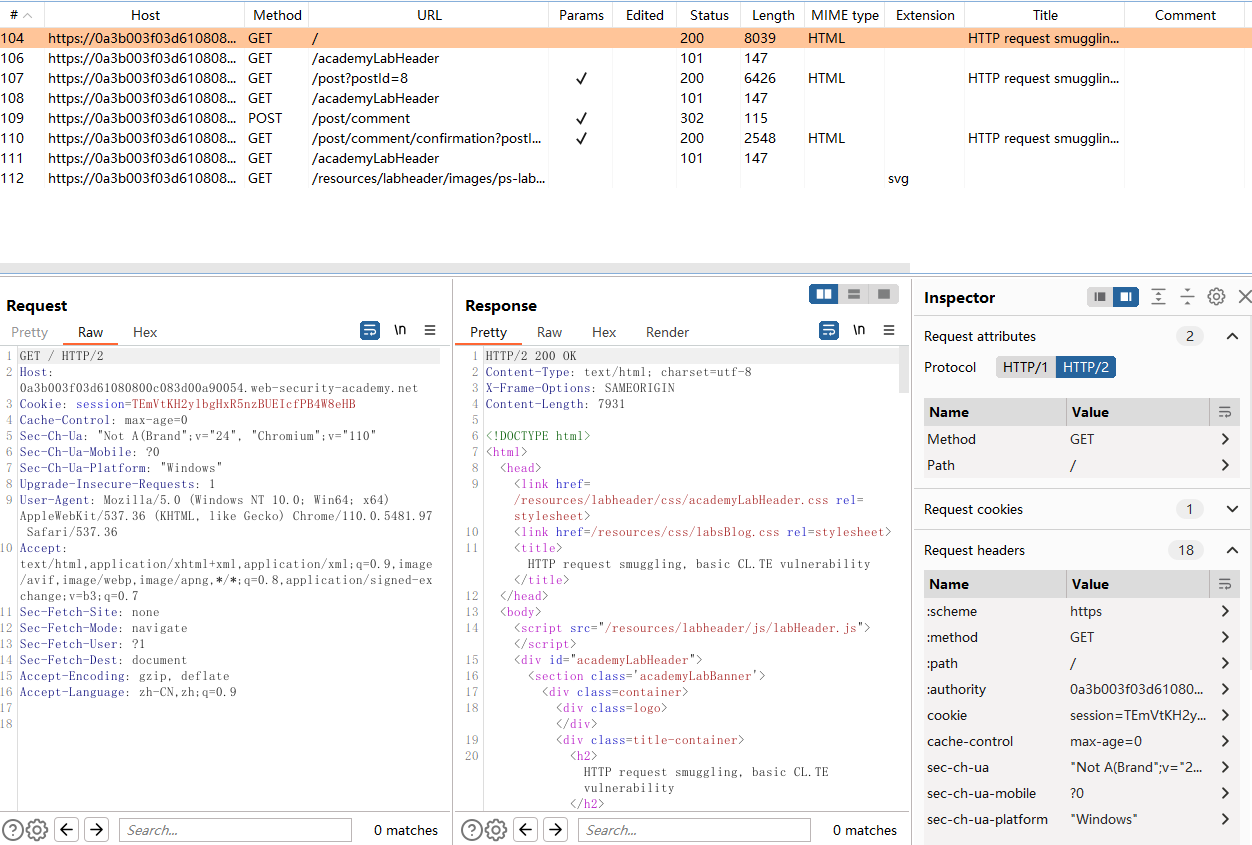 # Host Method URL Params Edited Status Length MIME type Extension Title Comment
104 https://0a3b003f03d610808... GET / 200 8039 HTML HTTP request smugglin...
106 https://0a3b003f03d610808... GET /academyLabHeader 101 147
107 https://0a3b003f03d610808... GET /post?postId=8 ✓ 200 6426 HTML HTTP request smugglin...
108 https://0a3b003f03d610808... GET /academyLabHeader 101 147
109 https://0a3b003f03d610808... POST /post/comment ✓ 302 115
110 https://0a3b003f03d610808... GET /post/comment/confirmation?postI... ✓ 200 2548 HTML HTTP request smugglin...
111 https://0a3b003f03d610808... GET /academyLabHeader 101 147
112 https://0a3b003f03d610808... GET /resources/labheader/images/ps-lab... svg
Request
Pretty Raw Hex \n
1 GET / HTTP/2
2 Host:
0a3b003f03d61080800c083d00a90054.web-security-academy.net
3 Cookie: session=TEmVtKH2ylbgHxR5nzBUEIcfPB4W8eHB
4 Cache-Control: max-age=0
5 Sec-Ch-Ua: "Not A(Brand";v="24", "Chromium";v="110"
6 Sec-Ch-Ua-Mobile: ?0
7 Sec-Ch-Ua-Platform: "Windows"
8 Upgrade-Insecure-Requests: 1
9 User-Agent: Mozilla/5.0 (Windows NT 10.0; Win64; x64)
AppleWebKit/537.36 (KHTML, like Gecko) Chrome/110.0.5481.97
Safari/537.36
10 Accept:
text/html,application/xhtml+xml,application/xml;q=0.9,image
/avif,image/webp,image/apng,*/*;q=0.8,application/signed-ex
change;v=b3;q=0.7
11 Sec-Fetch-Site: none
12 Sec-Fetch-Mode: navigate
13 Sec-Fetch-User: ?1
14 Sec-Fetch-Dest: document
15 Accept-Encoding: gzip, deflate
16 Accept-Language: zh-CN,zh;q=0.9
17
18
Search...
0 matches
Response
Pretty Raw Hex Render \n
1 HTTP/2 200 OK
2 Content-Type: text/html; charset=utf-8
3 X-Frame-Options: SAMEORIGIN
4 Content-Length: 7931
5
6 <!DOCTYPE html>
7 <html>
8 <head>
9 <link href=
/resources/labheader/css/academyLabHeader.css rel=
stylesheet>
10 <link href=/resources/css/labsBlog.css rel=stylesheet>
11 <title>
HTTP request smuggling, basic CL.TE vulnerability
</title>
12 </head>
13 <body>
14 <script src="/resources/labheader/js/labHeader.js">
</script>
15 <div id="academyLabHeader">
16 <section class='academyLabBanner'>
17 <div class=container>
18 <div class=logo>
</div>
19 <div class=title-container>
20 <h2>
HTTP request smuggling, basic CL.TE
vulnerability
</h2>
Search...
0 matches
Inspector
Request attributes 2
Protocol HTTP/1 HTTP/2
Name Value
Method GET
Path /
Request cookies 1
Request headers 18
Name Value
:scheme https
:method GET
:path /
:authority 0a3b003f03d61080...
cookie session=TEmVtKH2y...
cache-control max-age=0
sec-ch-ua "Not A(Brand";v="2...
sec-ch-ua-mobile ?0
sec-ch-ua-platform "Windows"